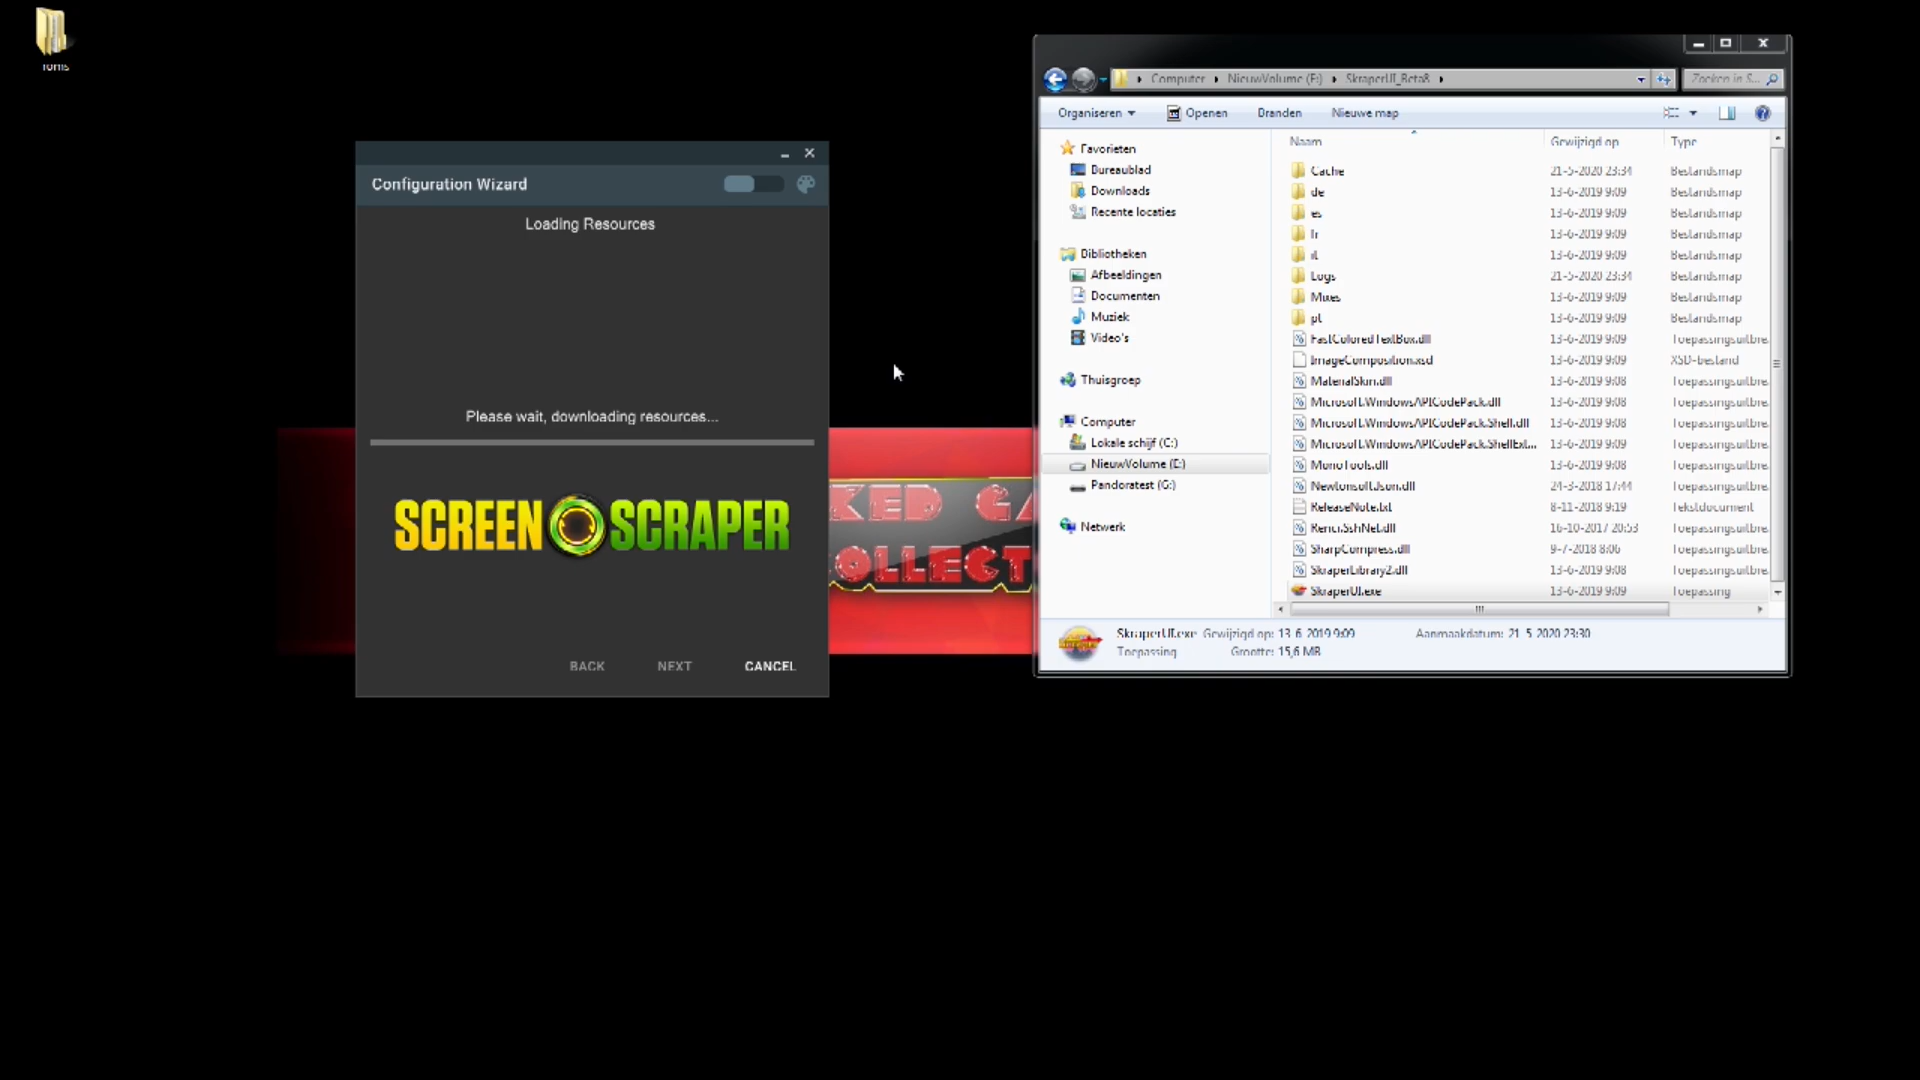 roms
Configuration Wizard
Loading Resources
Please wait, downloading resources...
SCREEN SCRAPER
BACK NEXT CANCEL
KED GA
OLLECT
Computer NieuwVolume (E:) SkraperUI_Beta8
Zoeken in S...
Organiseren Openen Branden Nieuwe map
Favorieten
Bureaublad
Downloads
Recente locaties
Bibliotheken
Afbeeldingen
Documenten
Muziek
Video's
Thuisgroep
Computer
Lokale schijf (C:)
NieuwVolume (E:)
Pandoratest (G:)
Netwerk
Naam Gewijzigd op Type
Cache 21-5-2020 23:34 Bestandsmap
de 13-6-2019 9:09 Bestandsmap
es 13-6-2019 9:09 Bestandsmap
fr 13-6-2019 9:09 Bestandsmap
it 13-6-2019 9:09 Bestandsmap
Logs 21-5-2020 23:34 Bestandsmap
Mixes 13-6-2019 9:09 Bestandsmap
pt 13-6-2019 9:09 Bestandsmap
FastColoredTextBox.dll 13-6-2019 9:09 Toepassingsuitbre
ImageComposition.xsd 13-6-2019 9:09 XSD-bestand
MaterialSkin.dll 13-6-2019 9:08 Toepassingsuitbre
Microsoft.WindowsAPICodePack.dll 13-6-2019 9:08 Toepassingsuitbre
Microsoft.WindowsAPICodePack.Shell.dll 13-6-2019 9:08 Toepassingsuitbre
Microsoft.WindowsAPICodePack.ShellExt... 13-6-2019 9:09 Toepassingsuitbre
MonoTools.dll 13-6-2019 9:08 Toepassingsuitbre
Newtonsoft.Json.dll 24-3-2018 17:44 Toepassingsuitbre
ReleaseNote.txt 8-11-2018 9:19 Tekstdocument
Renci.SshNet.dll 16-10-2017 20:53 Toepassingsuitbre
SharpCompress.dll 9-7-2018 8:06 Toepassingsuitbre
SkraperLibrary2.dll 13-6-2019 9:08 Toepassingsuitbre
SkraperUI.exe 13-6-2019 9:09 Toepassing
SkraperUI.exe Gewijzigd op: 13-6-2019 9:09 Aanmaakdatum: 21-5-2020 23:30
Toepassing Grootte: 15,6 MB